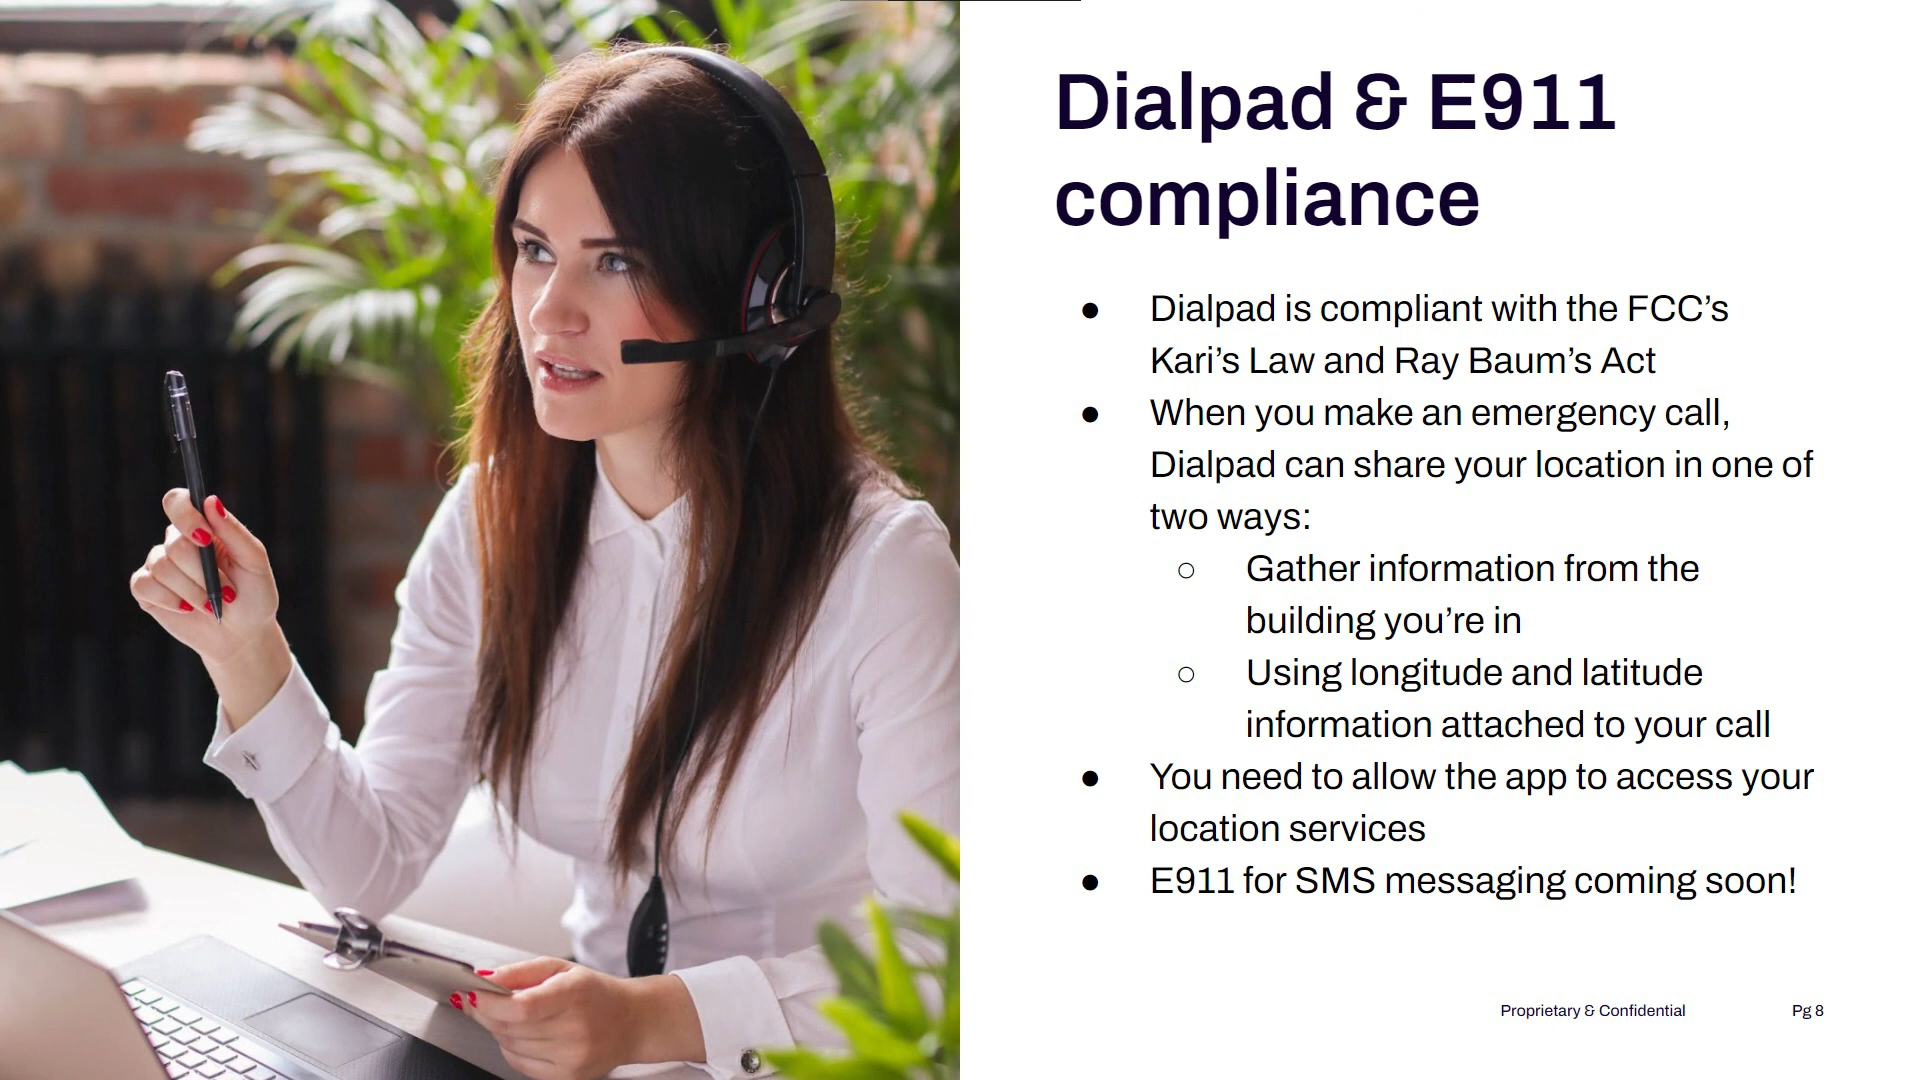 Dialpad & E911
compliance
● Dialpad is compliant with the FCC’s
Kari’s Law and Ray Baum’s Act
● When you make an emergency call,
Dialpad can share your location in one of
two ways:
○ Gather information from the
building you’re in
○ Using longitude and latitude
information attached to your call
● You need to allow the app to access your
location services
● E911 for SMS messaging coming soon!
Proprietary & Confidential
Pg 8